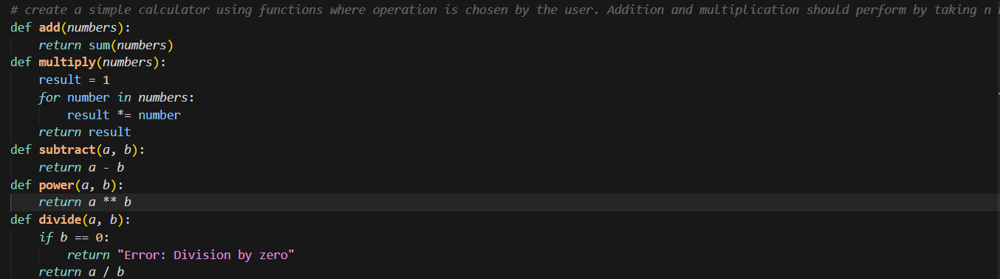 # create a simple calculator using functions where operation is chosen by the user. Addition and multiplication should perform by taking n
def add(numbers):
    return sum(numbers)
def multiply(numbers):
    result = 1
    for number in numbers:
        result *= number
    return result
def subtract(a, b):
    return a - b
def power(a, b):
    return a ** b
def divide(a, b):
    if b == 0:
        return "Error: Division by zero"
    return a / b